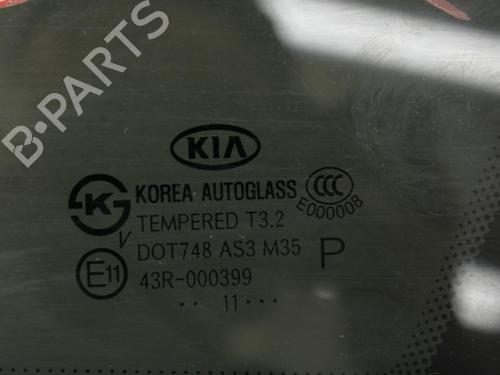 B-PARTS
KIA
KOREA AUTOGLASS
CCC
E000008
K
TEMPERED T3.2
V
DOT748 AS3 M35
P
E11
43R-000399
·· 11 ···